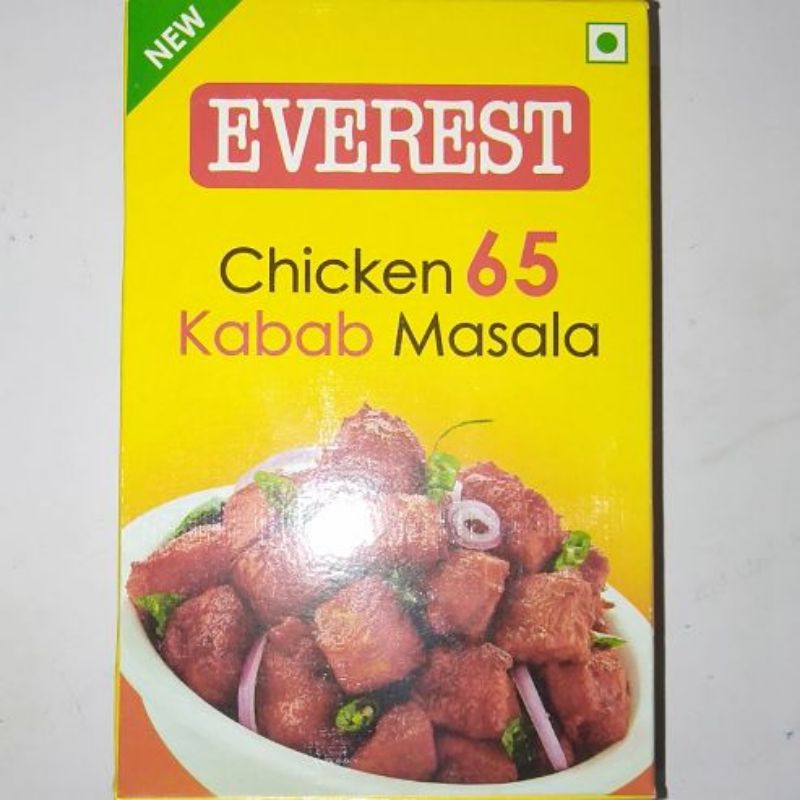 NEW
EVEREST
Chicken 65
Kabab Masala